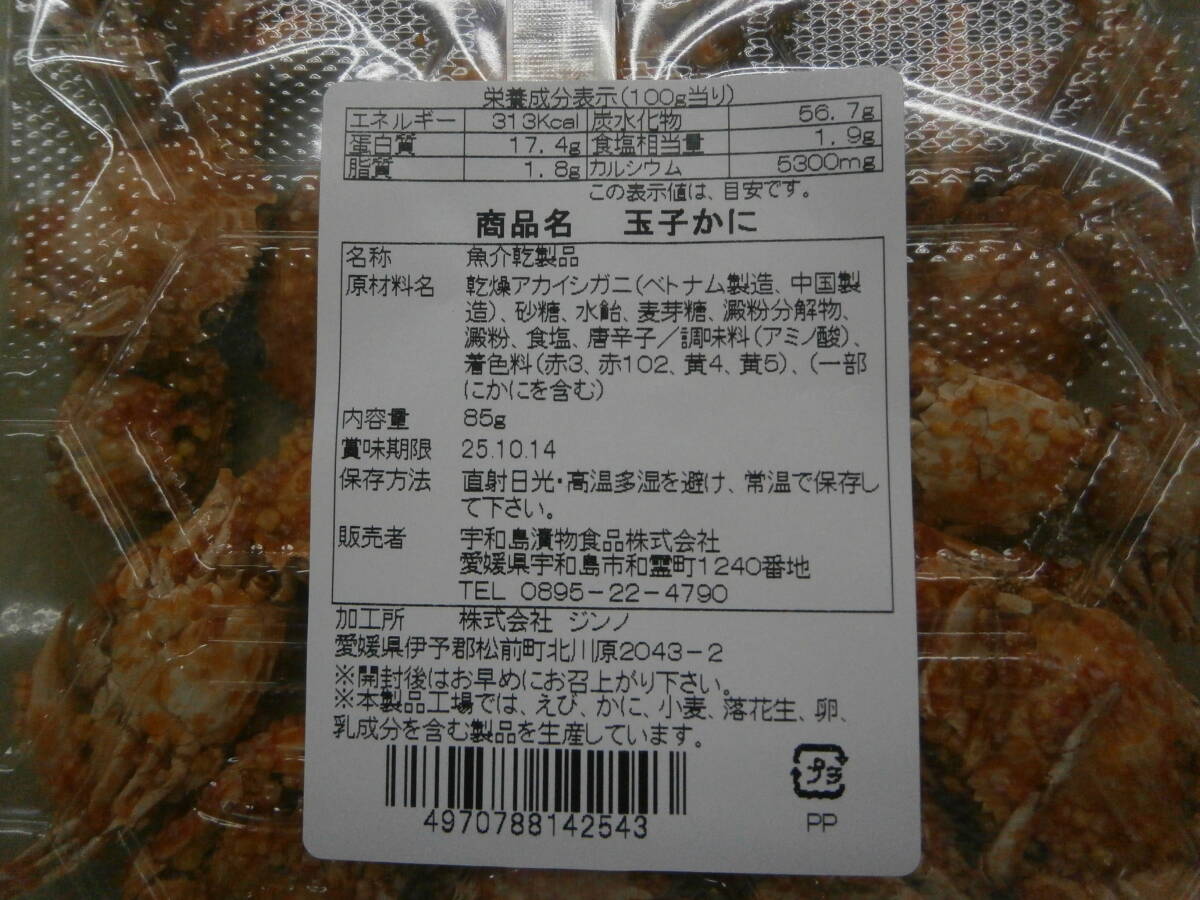 栄養成分表示(100g当り)
エネルギー 313Kcal 炭水化物 56.7g
蛋白質 17.4g 食塩相当量 1.9g
脂質 1.8g カルシウム 5300mg
この表示値は、目安です。
商品名 玉子かに
名称 魚介乾製品
原材料名 乾燥アカイシガニ(ベトナム製造、中国製
造)、砂糖、水飴、麦芽糖、澱粉分解物、
澱粉、食塩、唐辛子/調味料(アミノ酸)、
着色料(赤3、赤102、黄4、黄5)、(一部
にかにを含む)
内容量 85g
賞味期限 25.10.14
保存方法 直射日光・高温多湿を避け、常温で保存し
て下さい。
販売者 宇和島漬物食品株式会社
愛媛県宇和島市和霊町1240番地
TEL 0895-22-4790
加工所 株式会社 ジンノ
愛媛県伊予郡松前町北川原2043-2
※開封後はお早めにお召上がり下さい。
※本製品工場では、えび、かに、小麦、落花生、卵、
乳成分を含む製品を生産しています。
4970788142543
プラ
PP